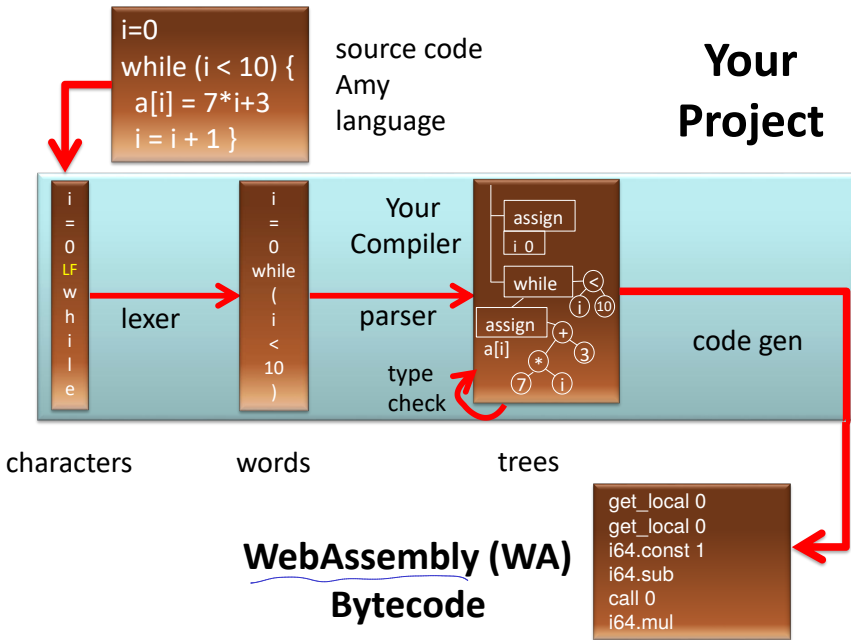 i=0
while (i < 10) {
a[i] = 7*i+3
i = i + 1 }
source code
Amy
language
Your
Project
i
=
0
LF
w
h
i
l
e
lexer
i
=
0
while
(
i
<
10
)
Your
Compiler
parser
type
check
assign
i 0
while
<
i
10
assign
a[i]
+
3
*
7
i
code gen
characters
words
trees
WebAssembly (WA)
Bytecode
get_local 0
get_local 0
i64.const 1
i64.sub
call 0
i64.mul